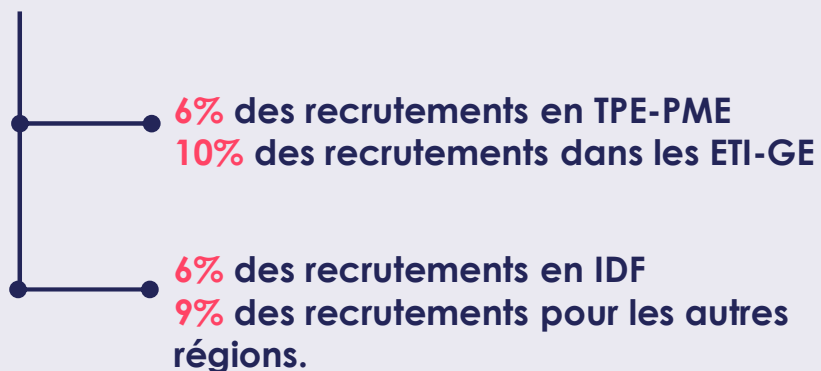 6% des recrutements en TPE-PME
10% des recrutements dans les ETI-GE
6% des recrutements en IDF
9% des recrutements pour les autres
régions.